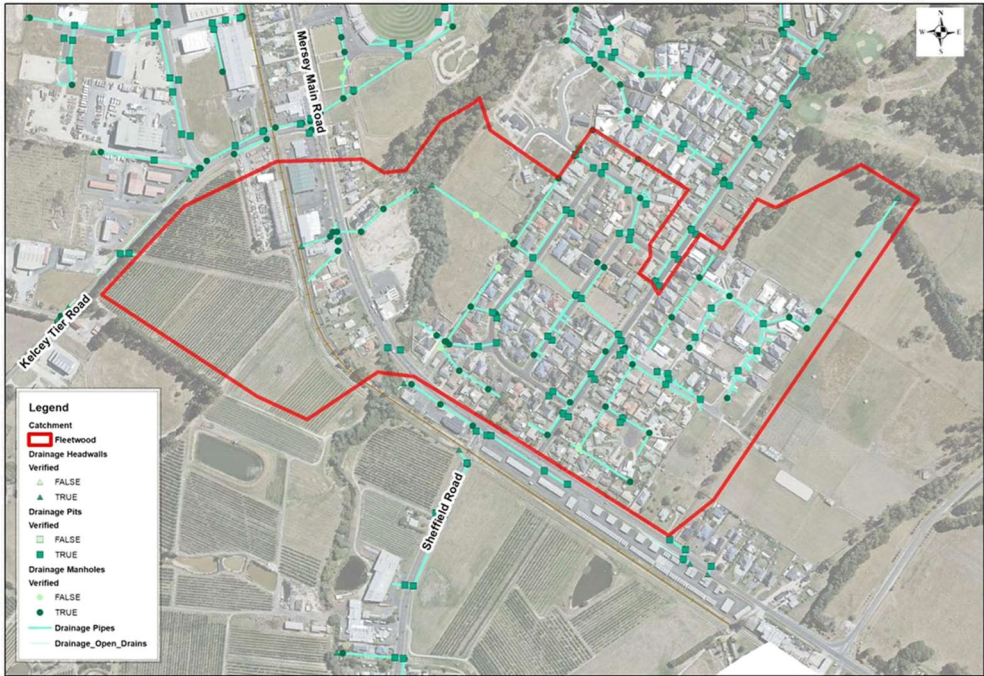 N
W E
S
Mersey Main Road
Kelcey Tier Road
Sheffield Road
Legend
Catchment
Fleetwood
Drainage Headwalls
Verified
FALSE
TRUE
Drainage Pits
Verified
FALSE
TRUE
Drainage Manholes
Verified
FALSE
TRUE
Drainage Pipes
Drainage_Open_Drains